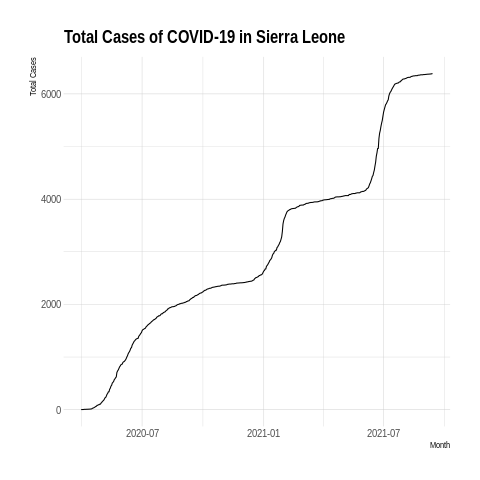 Total Cases of COVID-19 in Sierra Leone
Total Cases
6000
4000
2000
0
2020-07
2021-01
2021-07
Month